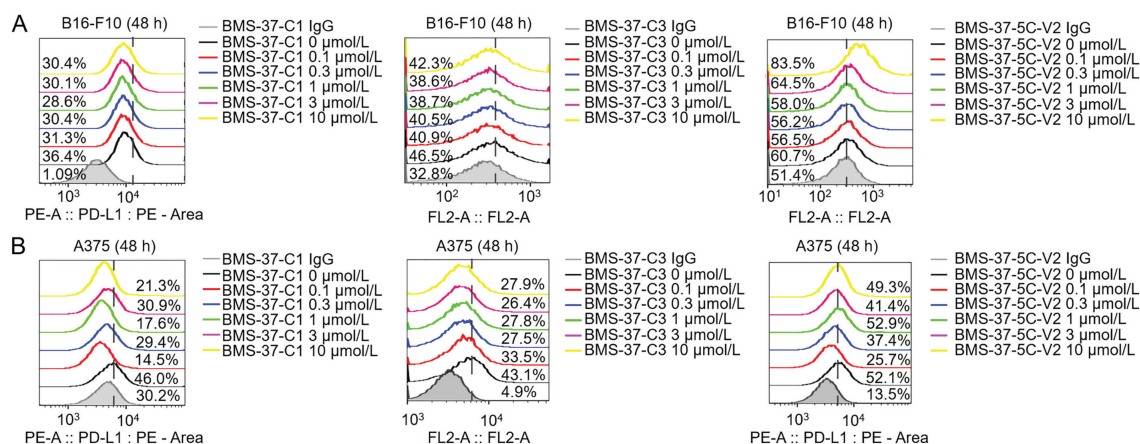 A
B16-F10 (48 h)
30.4%
30.1%
28.6%
30.4%
31.3%
36.4%
1.09%
10³
10⁴
PE-A :: PD-L1 : PE - Area
BMS-37-C1 IgG
BMS-37-C1 0 µmol/L
BMS-37-C1 0.1 µmol/L
BMS-37-C1 0.3 µmol/L
BMS-37-C1 1 µmol/L
BMS-37-C1 3 µmol/L
BMS-37-C1 10 µmol/L
B16-F10 (48 h)
42.3%
38.6%
38.7%
40.5%
40.9%
46.5%
32.8%
10²
10³
FL2-A :: FL2-A
BMS-37-C3 IgG
BMS-37-C3 0 µmol/L
BMS-37-C3 0.1 µmol/L
BMS-37-C3 0.3 µmol/L
BMS-37-C3 1 µmol/L
BMS-37-C3 3 µmol/L
BMS-37-C3 10 µmol/L
B16-F10 (48 h)
83.5%
64.5%
58.0%
56.2%
56.5%
60.7%
51.4%
10¹
10²
10³
FL2-A :: FL2-A
BMS-37-5C-V2 IgG
BMS-37-5C-V2 0 µmol/L
BMS-37-5C-V2 0.1 µmol/L
BMS-37-5C-V2 0.3 µmol/L
BMS-37-5C-V2 1 µmol/L
BMS-37-5C-V2 3 µmol/L
BMS-37-5C-V2 10 µmol/L
B
A375 (48 h)
21.3%
30.9%
17.6%
29.4%
14.5%
46.0%
30.2%
10³
10⁴
PE-A :: PD-L1 : PE - Area
BMS-37-C1 IgG
BMS-37-C1 0 µmol/L
BMS-37-C1 0.1 µmol/L
BMS-37-C1 0.3 µmol/L
BMS-37-C1 1 µmol/L
BMS-37-C1 3 µmol/L
BMS-37-C1 10 µmol/L
A375 (48 h)
27.9%
26.4%
27.8%
27.5%
33.5%
43.1%
4.9%
10³
10⁴
FL2-A :: FL2-A
BMS-37-C3 IgG
BMS-37-C3 0 µmol/L
BMS-37-C3 0.1 µmol/L
BMS-37-C3 0.3 µmol/L
BMS-37-C3 1 µmol/L
BMS-37-C3 3 µmol/L
BMS-37-C3 10 µmol/L
A375 (48 h)
49.3%
41.4%
52.9%
37.4%
25.7%
52.1%
13.5%
10³
10⁴
PE-A :: PD-L1 : PE - Area
BMS-37-5C-V2 IgG
BMS-37-5C-V2 0 µmol/L
BMS-37-5C-V2 0.1 µmol/L
BMS-37-5C-V2 0.3 µmol/L
BMS-37-5C-V2 1 µmol/L
BMS-37-5C-V2 3 µmol/L
BMS-37-5C-V2 10 µmol/L